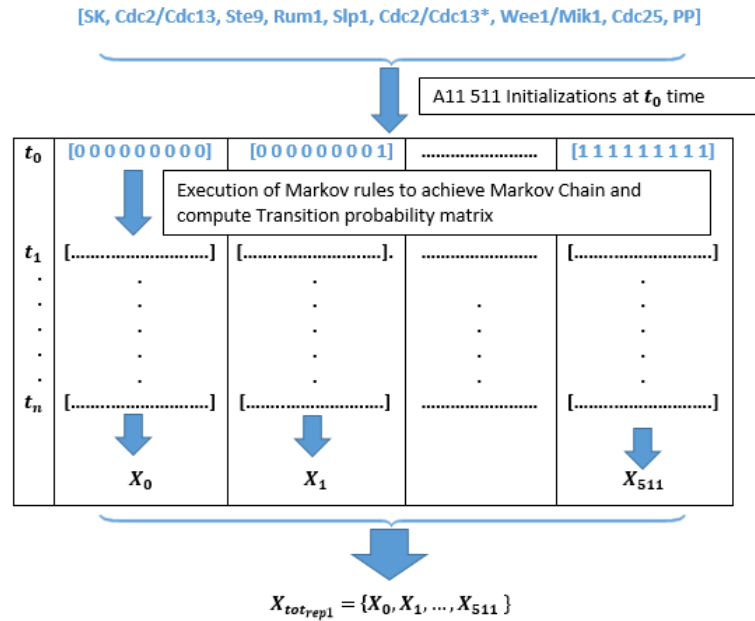 [SK, Cdc2/Cdc13, Ste9, Rum1, Slp1, Cdc2/Cdc13*, Wee1/Mik1, Cdc25, PP]
A11 511 Initializations at t₀ time
t₀ [0 0 0 0 0 0 0 0 0] [0 0 0 0 0 0 0 0 1] .......................... [1 1 1 1 1 1 1 1 1]
Execution of Markov rules to achieve Markov Chain and
compute Transition probability matrix
t₁ [..............................] [..............................]. .......................... [..............................]
. . . . .
. . . . .
. . . . .
. . . . .
. . . . .
tₙ [..............................] [..............................] .......................... [..............................]
X₀ X₁ X₅₁₁
X_{tot_{rep1}} = {X₀, X₁, ..., X₅₁₁ }